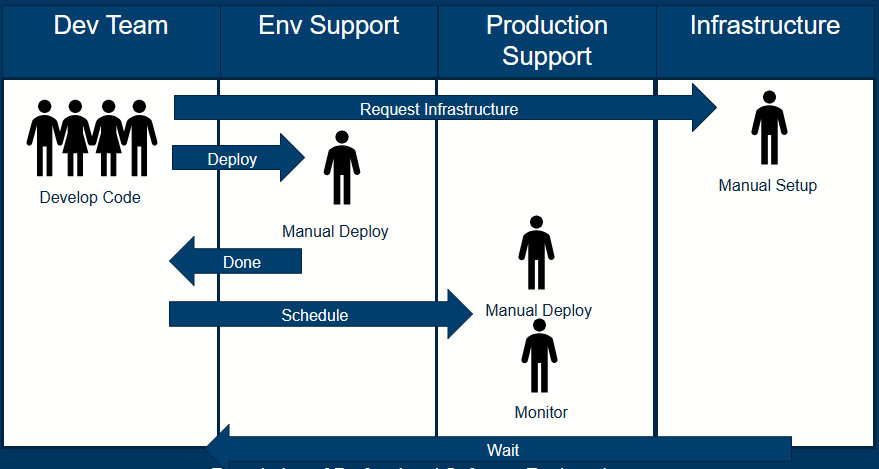 Dev Team
Env Support
Production
Support
Infrastructure
Request Infrastructure
Deploy
Develop Code
Manual Setup
Manual Deploy
Done
Schedule
Manual Deploy
Monitor
Wait